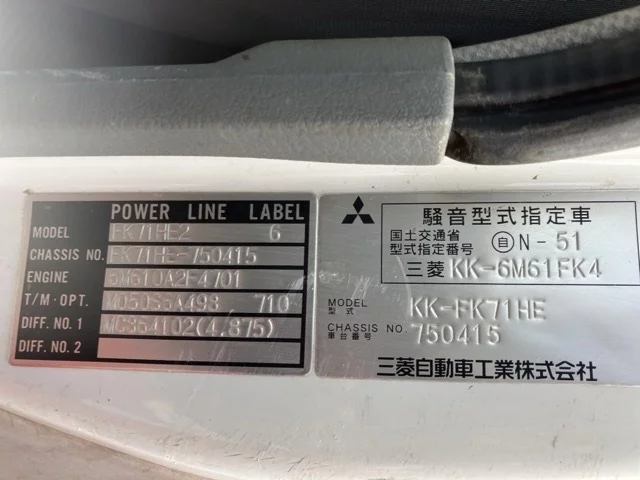 POWER LINE LABEL
MODEL FK71HE2 6
CHASSIS NO. FK71HE-750415
ENGINE 6M610A2F4701
T/M·OPT. M050S5A493 710
DIFF. NO. 1 MC854102(4.875)
DIFF. NO. 2
騒音型式指定車
国土交通省
型式指定番号 自 N-51
三菱 KK-6M61FK4
MODEL KK-FK71HE
型式
CHASSIS NO. 750415
車台番号
三菱自動車工業株式会社